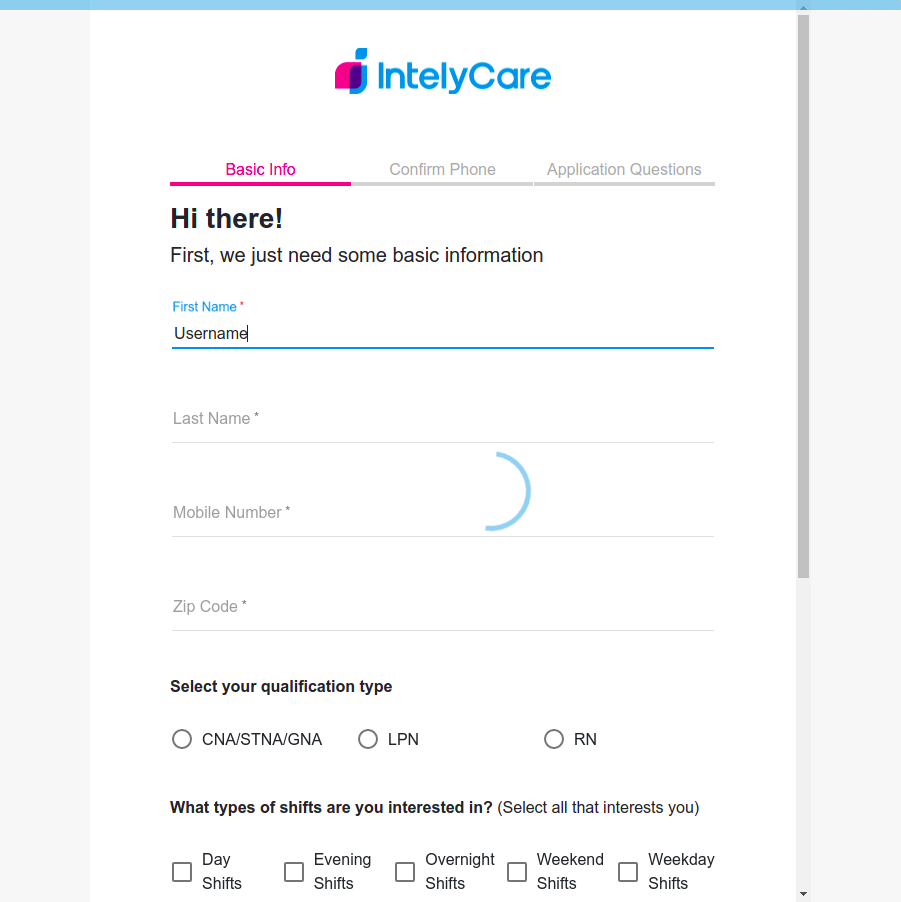 IntelyCare
Basic Info
Confirm Phone
Application Questions
Hi there!
First, we just need some basic information
First Name *
Username
Last Name *
Mobile Number *
Zip Code *
Select your qualification type
CNA/STNA/GNA
LPN
RN
What types of shifts are you interested in? (Select all that interests you)
Day
Shifts
Evening
Shifts
Overnight
Shifts
Weekend
Shifts
Weekday
Shifts